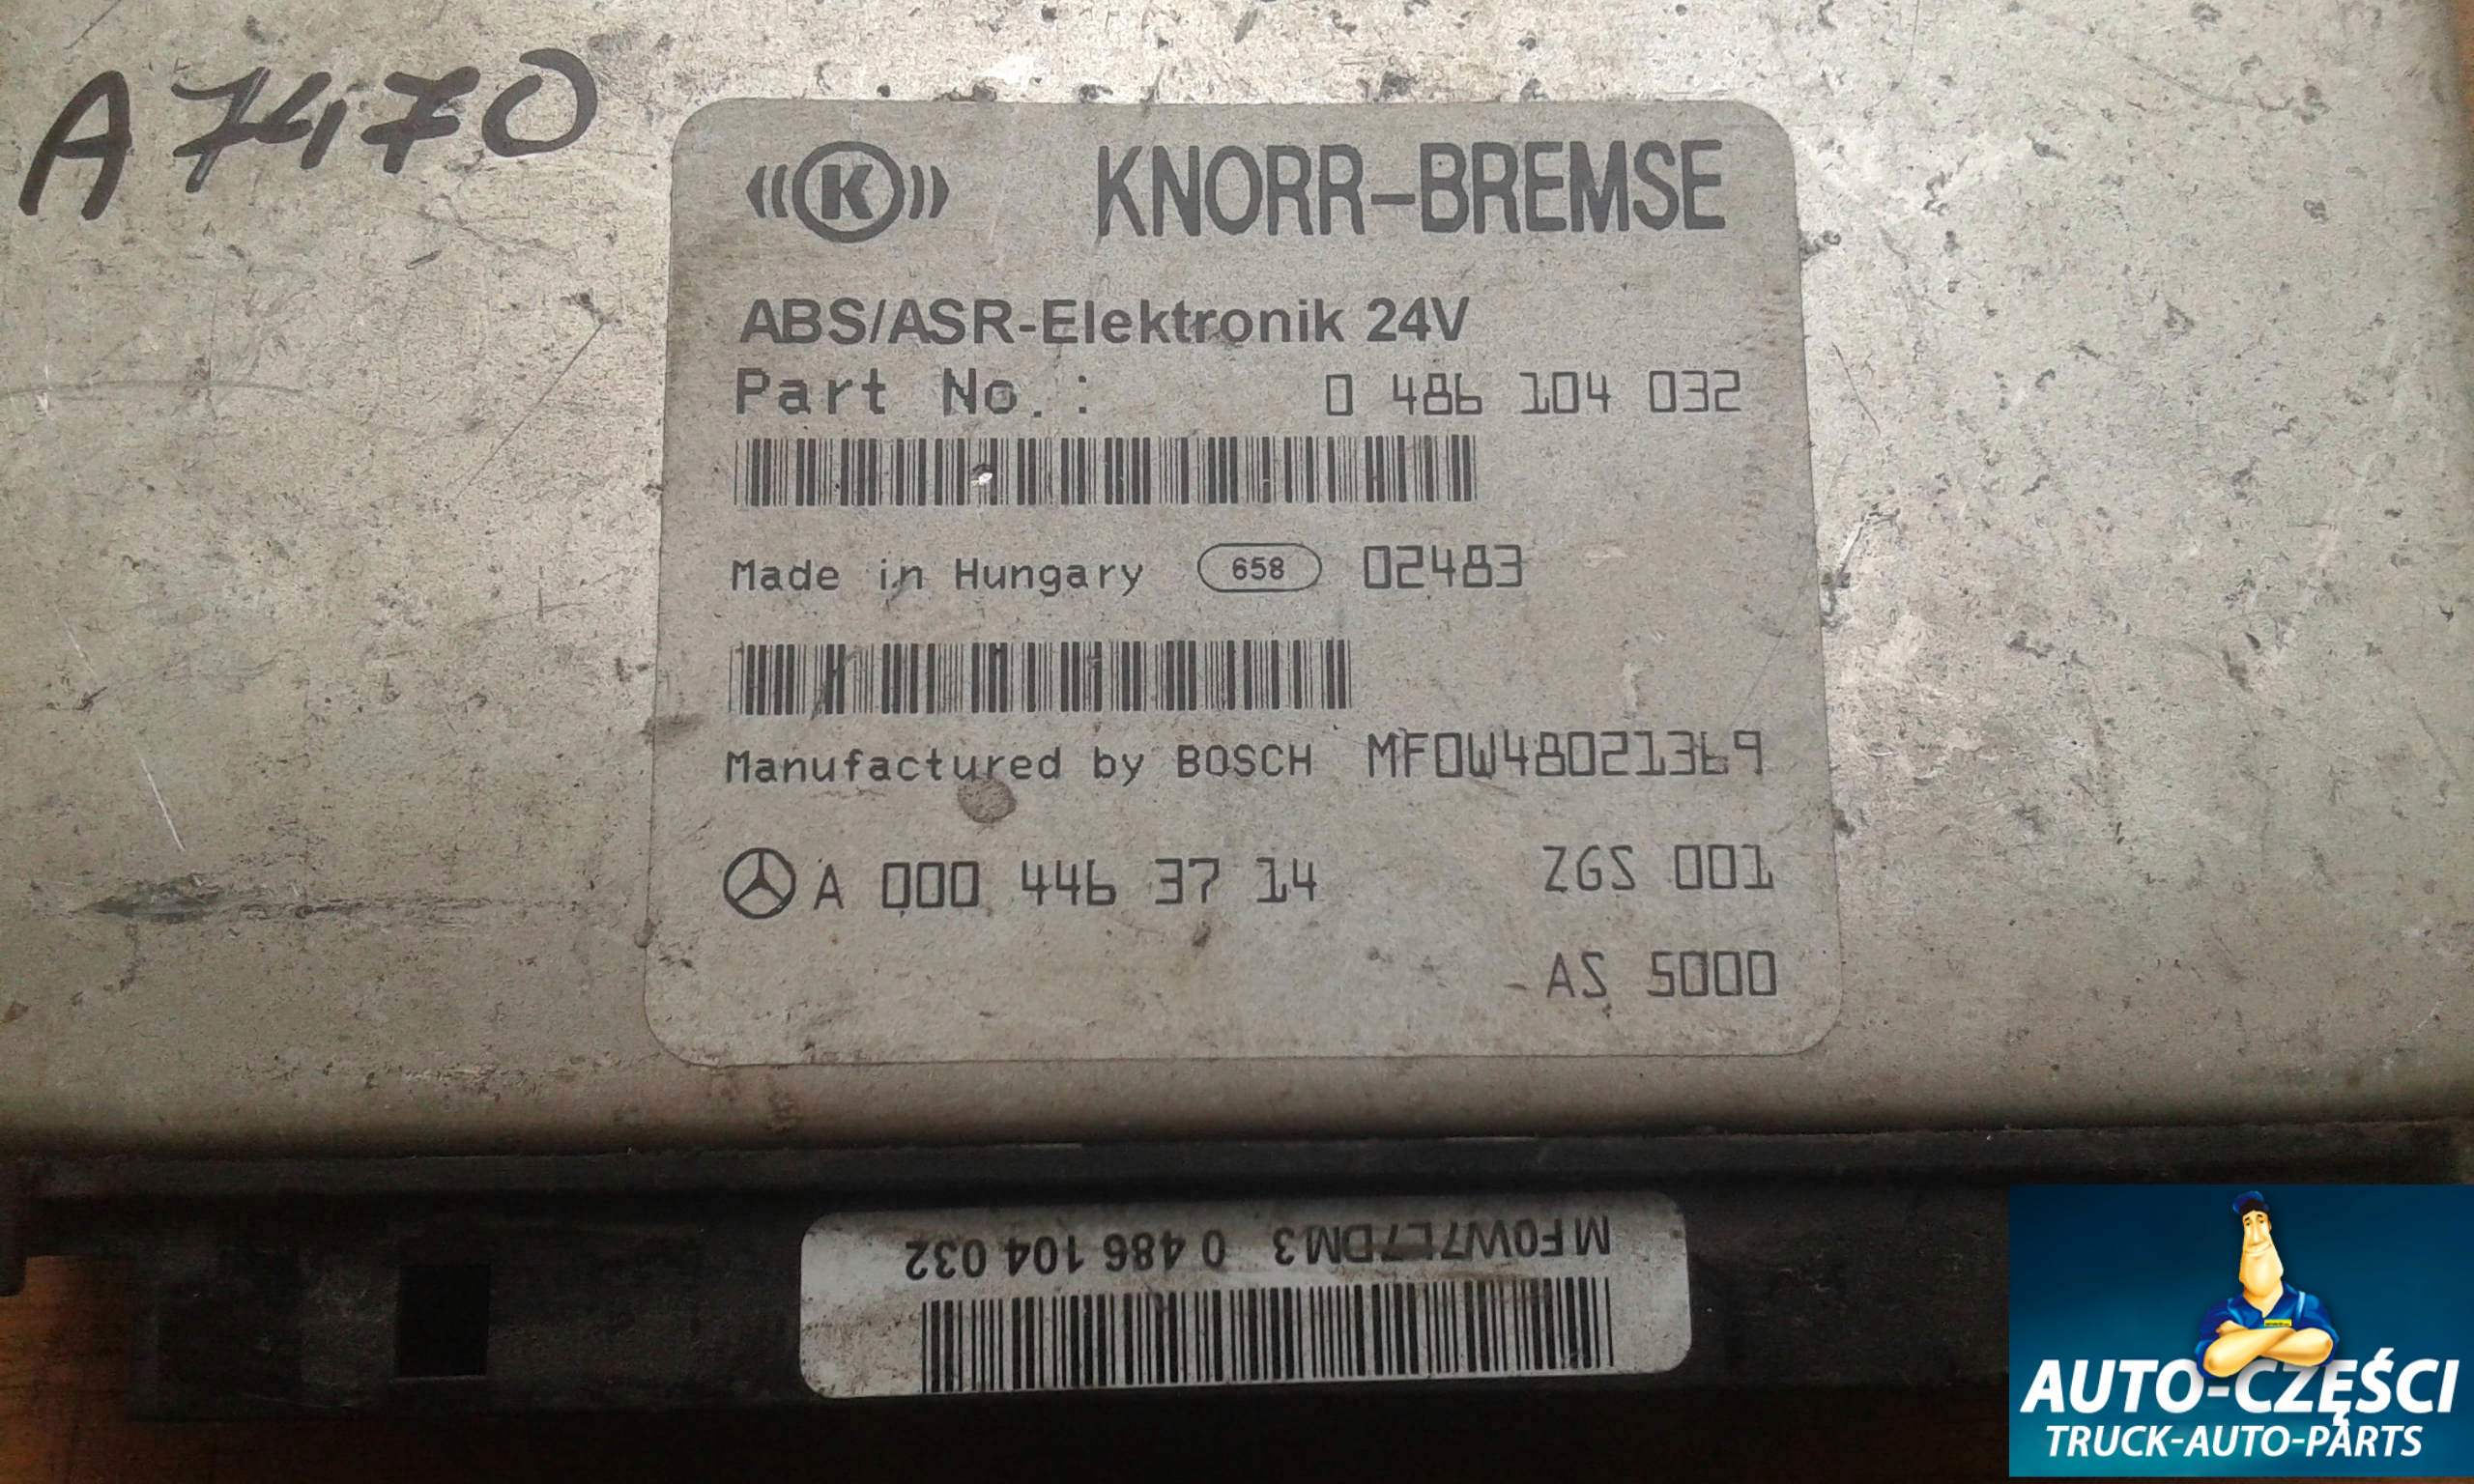 A7470
K KNORR-BREMSE
ABS/ASR-Elektronik 24V
Part No.: 0 486 104 032
Made in Hungary 658 02483
Manufactured by BOSCH MF0W48021369
A 000 446 37 14 ZGS 001
AS 5000
MF0W7L7DM3 0 486 104 032
AUTO-CZĘŚCI
TRUCK-AUTO-PARTS